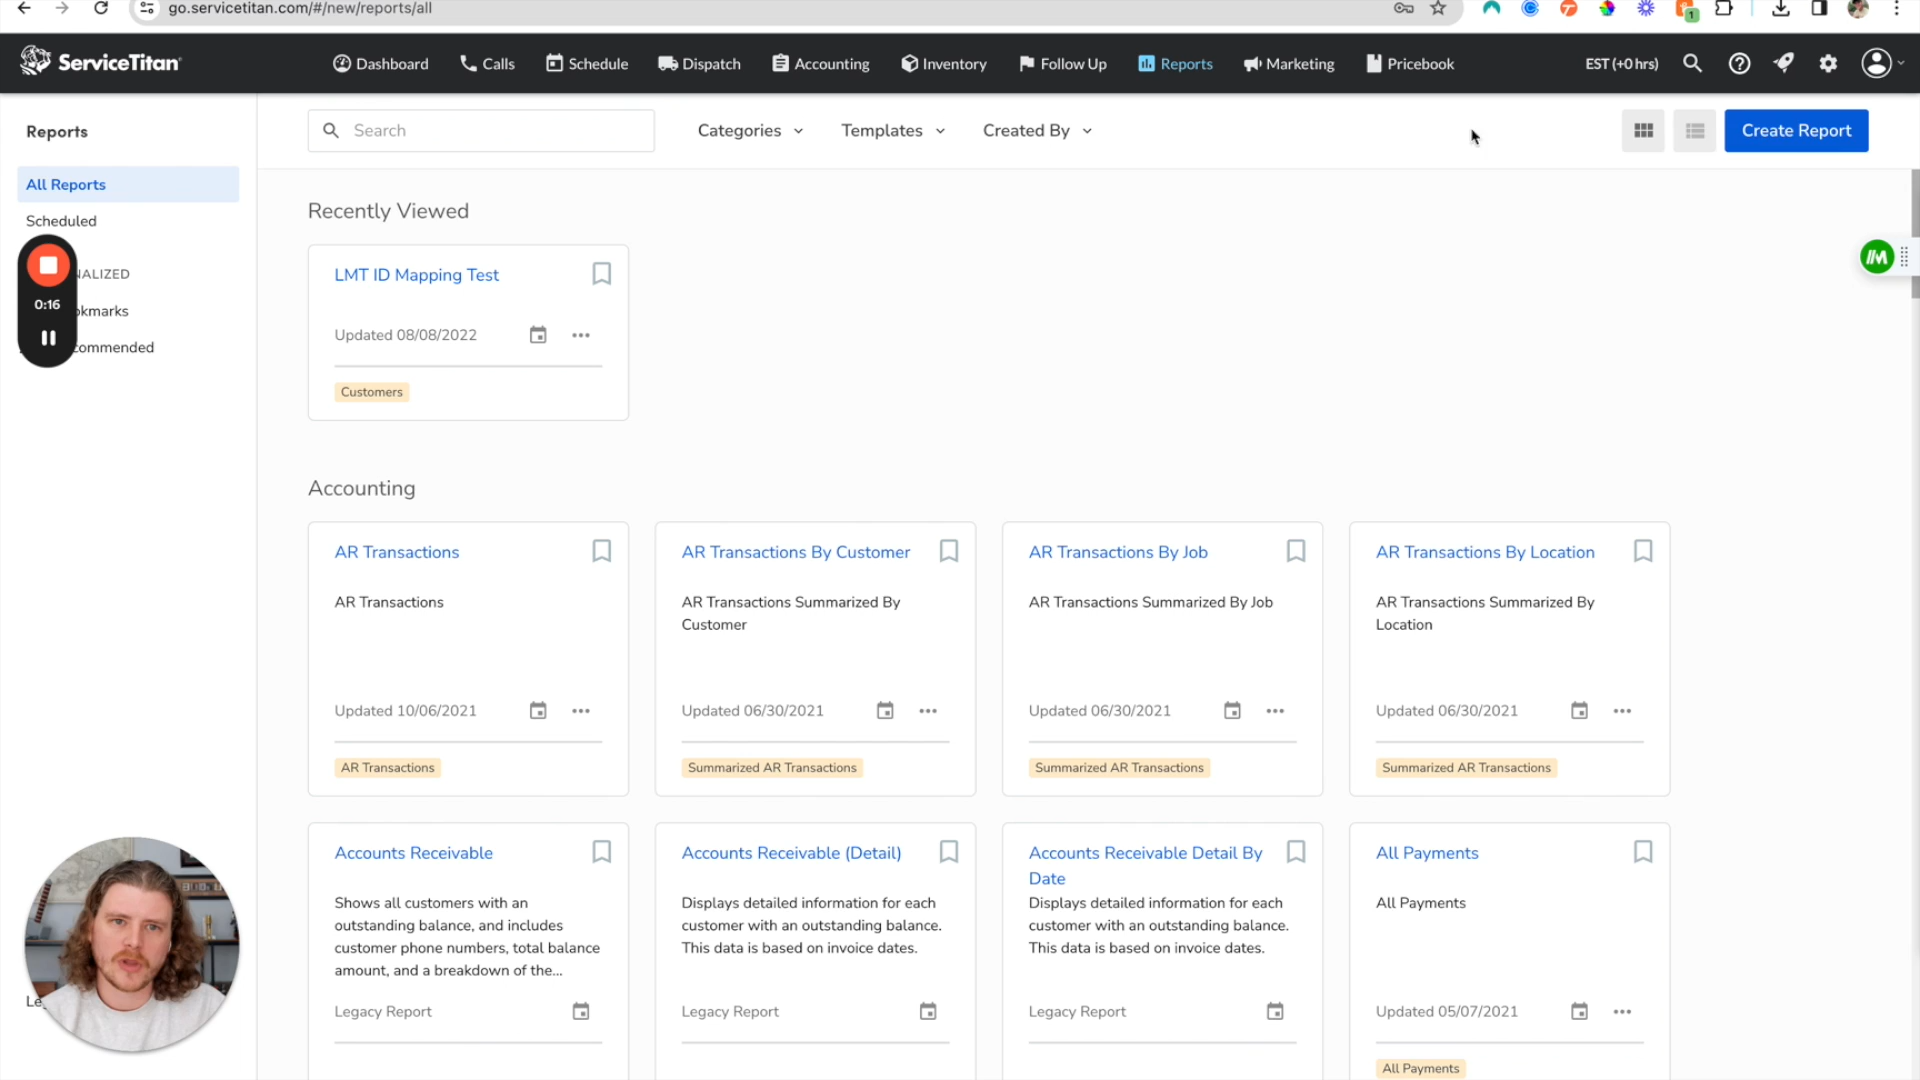 go.servicetitan.com/#/new/reports/all
1
ServiceTitan
Dashboard
Calls
Schedule
Dispatch
Accounting
Inventory
Follow Up
Reports
Marketing
Pricebook
EST (+0 hrs)
Reports
All Reports
Scheduled
NALIZED
okmarks
commended
0:16
Le
Search
Categories
Templates
Created By
Create Report
Recently Viewed
LMT ID Mapping Test
Updated 08/08/2022
Customers
Accounting
AR Transactions
AR Transactions
Updated 10/06/2021
AR Transactions
AR Transactions By Customer
AR Transactions Summarized By
Customer
Updated 06/30/2021
Summarized AR Transactions
AR Transactions By Job
AR Transactions Summarized By Job
Updated 06/30/2021
Summarized AR Transactions
AR Transactions By Location
AR Transactions Summarized By
Location
Updated 06/30/2021
Summarized AR Transactions
Accounts Receivable
Shows all customers with an
outstanding balance, and includes
customer phone numbers, total balance
amount, and a breakdown of the...
Legacy Report
Accounts Receivable (Detail)
Displays detailed information for each
customer with an outstanding balance.
This data is based on invoice dates.
Legacy Report
Accounts Receivable Detail By
Date
Displays detailed information for each
customer with an outstanding balance.
This data is based on invoice dates.
Legacy Report
All Payments
All Payments
Updated 05/07/2021
All Payments